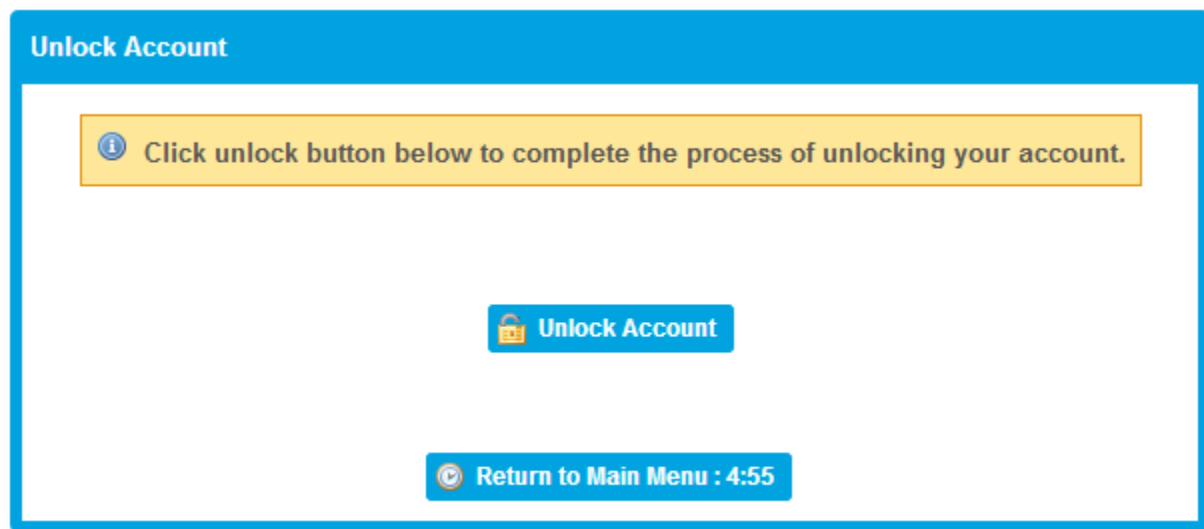 Unlock Account
Click unlock button below to complete the process of unlocking your account.
Unlock Account
Return to Main Menu : 4:55